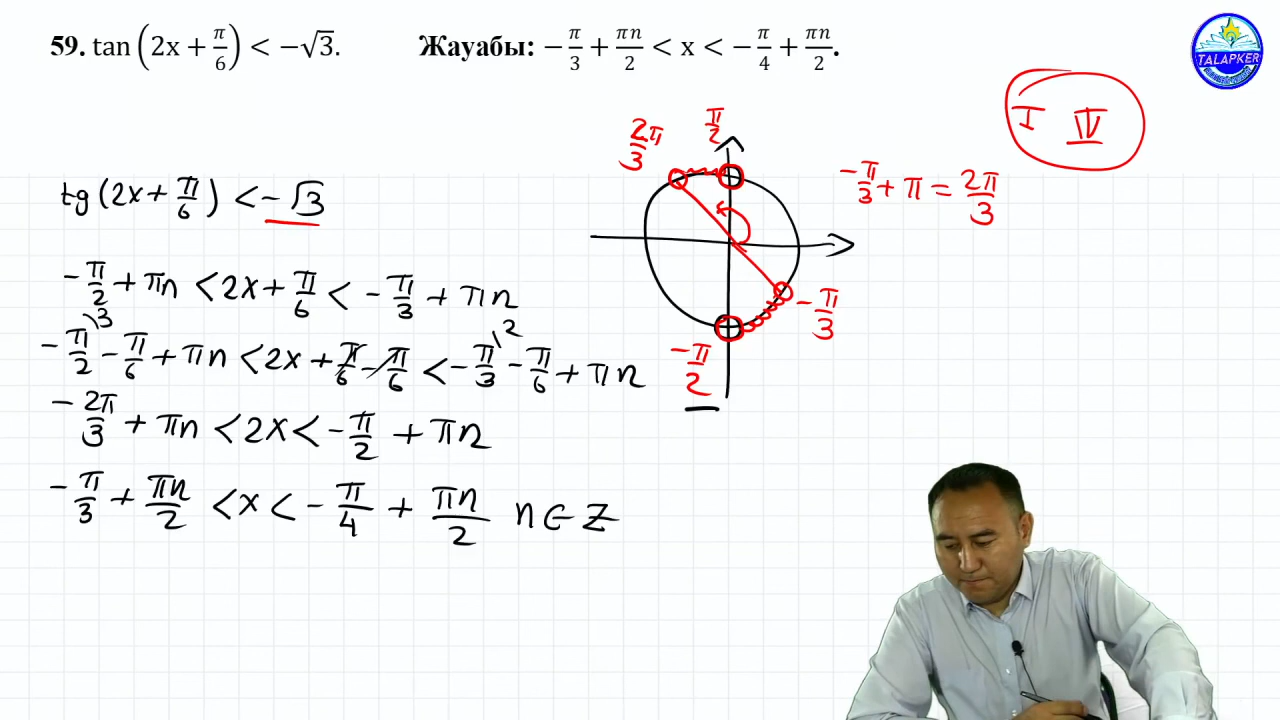 59. tan(2x + π/6) < −√3.	Жауабы: −π/3 + πn/2 < x < −π/4 + πn/2.
TALAPKER
I IV
2π/3 π/2
-π/3 + π = 2π/3
tg(2x + π/6) < -√3
-π/2 + πn < 2x + π/6 < -π/3 + πn
-π/3
-π/2\3 - π/6 + πn < 2x + π/6 - π/6 < -π/3\2 - π/6 + πn
-π/2
-2π/3 + πn < 2x < -π/2 + πn
-π/3 + πn/2 < x < -π/4 + πn/2 n∈Z